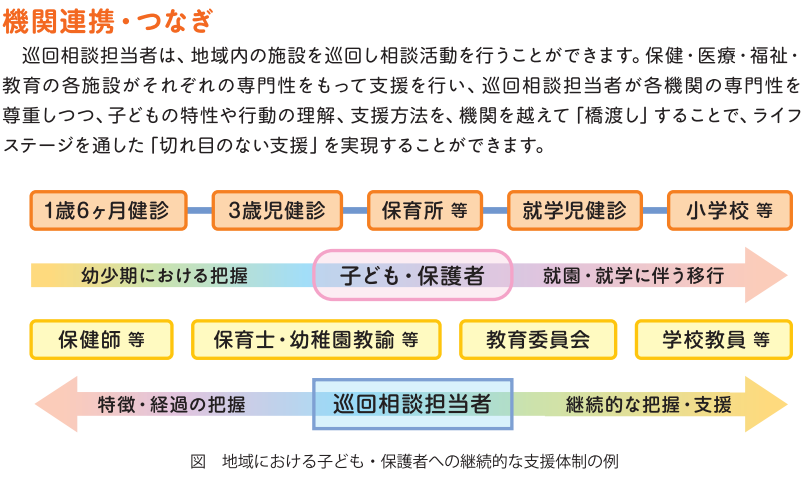 機関連携・つなぎ
巡回相談担当者は、地域内の施設を巡回し相談活動を行うことができます。保健・医療・福祉・
教育の各施設がそれぞれの専門性をもって支援を行い、巡回相談担当者が各機関の専門性を
尊重しつつ、子どもの特性や行動の理解、支援方法を、機関を越えて「橋渡し」することで、ライフ
ステージを通した「切れ目のない支援」を実現することができます。
1歳6ヶ月健診 3歳児健診 保育所 等 就学児健診 小学校 等
幼少期における把握 子ども・保護者 就園・就学に伴う移行
保健師 等 保育士・幼稚園教諭 等 教育委員会 学校教員 等
特徴・経過の把握 巡回相談担当者 継続的な把握・支援
図 地域における子ども・保護者への継続的な支援体制の例